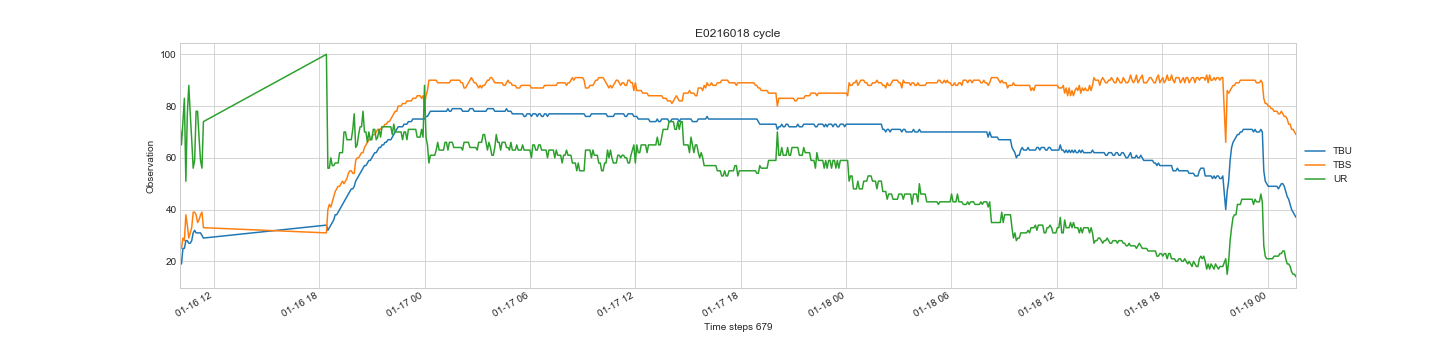 E0216018 cycle
Observation
100
80
60
40
20
01-16 12
01-16 18
01-17 00
01-17 06
01-17 12
01-17 18
01-18 00
01-18 06
01-18 12
01-18 18
01-19 00
Time steps 679
TBU
TBS
UR